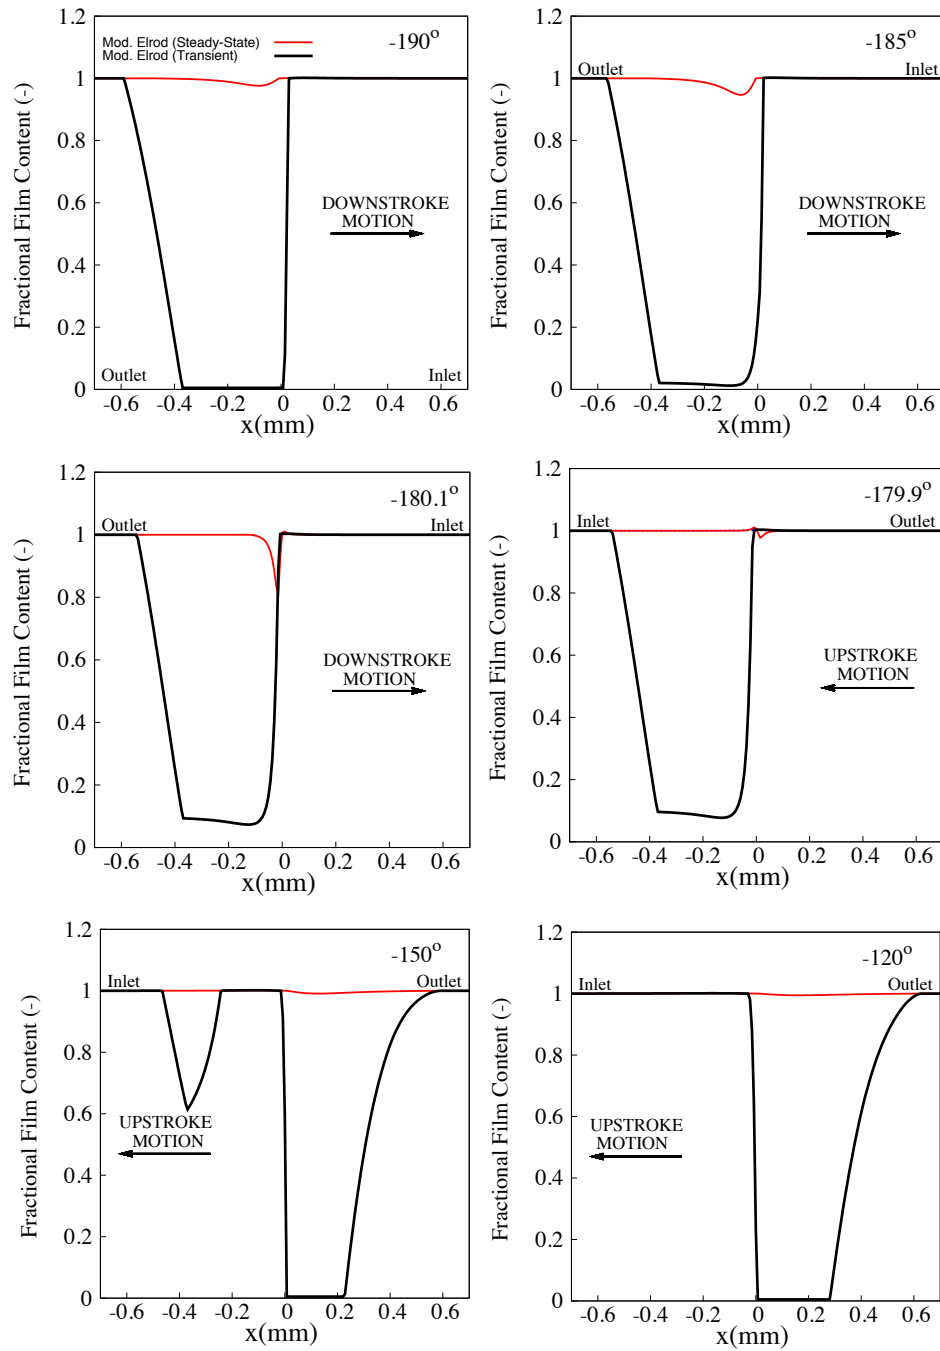 1.2
-190°
Mod. Elrod (Steady-State)
Mod. Elrod (Transient)
1
0.8
0.6
0.4
0.2
0
Fractional Film Content (-)
DOWNSTROKE
MOTION
Outlet
Inlet
-0.6 -0.4 -0.2 0 0.2 0.4 0.6
x(mm)
1.2
-185°
Outlet
Inlet
1
0.8
0.6
0.4
0.2
0
Fractional Film Content (-)
DOWNSTROKE
MOTION
-0.6 -0.4 -0.2 0 0.2 0.4 0.6
x(mm)
1.2
-180.1°
Outlet
Inlet
1
0.8
0.6
0.4
0.2
0
Fractional Film Content (-)
DOWNSTROKE
MOTION
-0.6 -0.4 -0.2 0 0.2 0.4 0.6
x(mm)
1.2
-179.9°
Inlet
Outlet
1
0.8
0.6
0.4
0.2
0
Fractional Film Content (-)
UPSTROKE
MOTION
-0.6 -0.4 -0.2 0 0.2 0.4 0.6
x(mm)
1.2
-150°
Inlet
Outlet
1
0.8
0.6
0.4
0.2
0
Fractional Film Content (-)
UPSTROKE
MOTION
-0.6 -0.4 -0.2 0 0.2 0.4 0.6
x(mm)
1.2
-120°
Inlet
Outlet
1
0.8
0.6
0.4
0.2
0
Fractional Film Content (-)
UPSTROKE
MOTION
-0.6 -0.4 -0.2 0 0.2 0.4 0.6
x(mm)